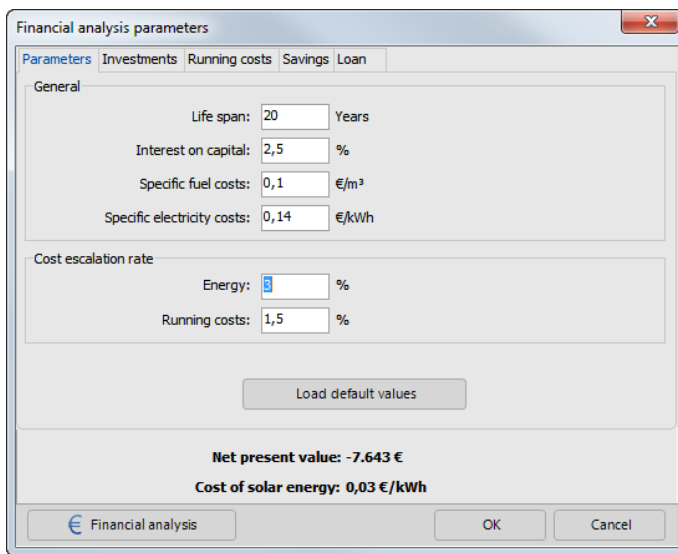 Financial analysis parameters
Parameters Investments Running costs Savings Loan
General
Life span: 20 Years
Interest on capital: 2,5 %
Specific fuel costs: 0,1 €/m³
Specific electricity costs: 0,14 €/kWh
Cost escalation rate
Energy: 3 %
Running costs: 1,5 %
Load default values
Net present value: -7.643 €
Cost of solar energy: 0,03 €/kWh
€ Financial analysis OK Cancel